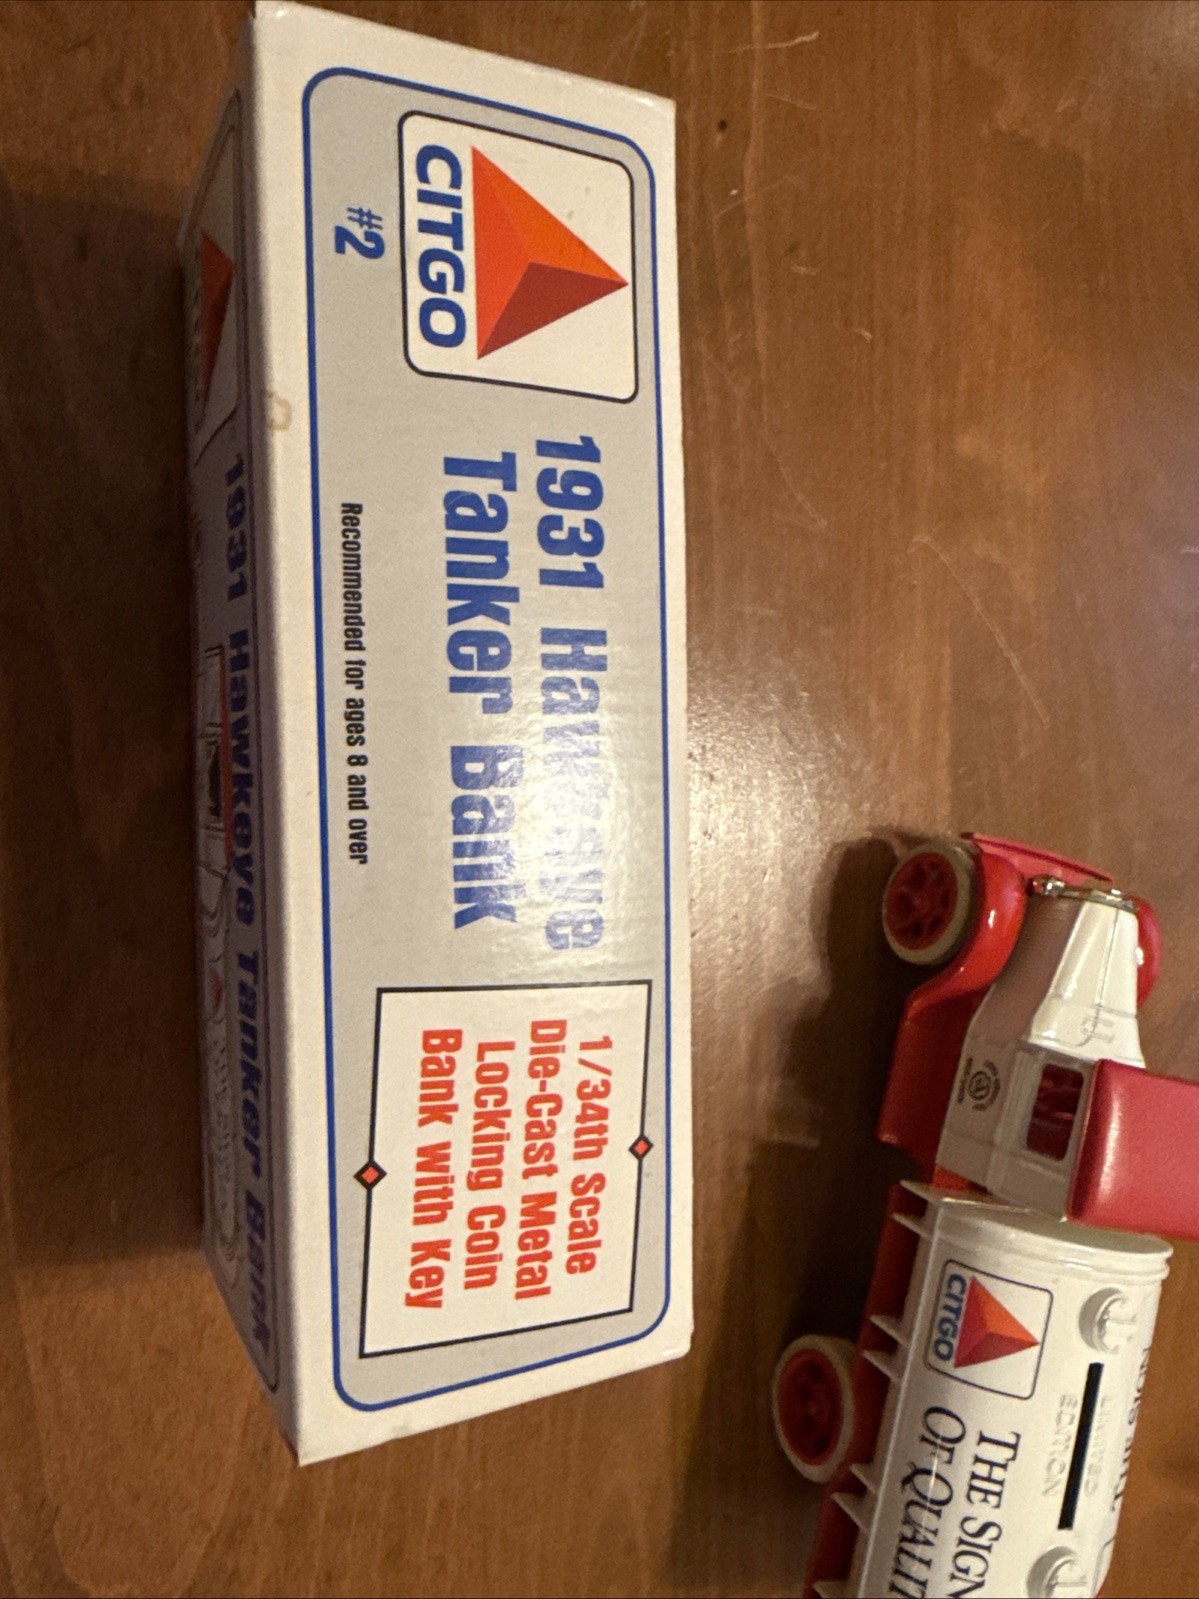 CITGO
#2
1931 Hawkeye
Tanker Bank
Recommended for ages 8 and over
1/34th Scale
Die-Cast Metal
Locking Coin
Bank with Key
1931 Hawkeye Tanker Bank
CITGO
THE SIGN
OF QUALIT
LIMITED
EDITION